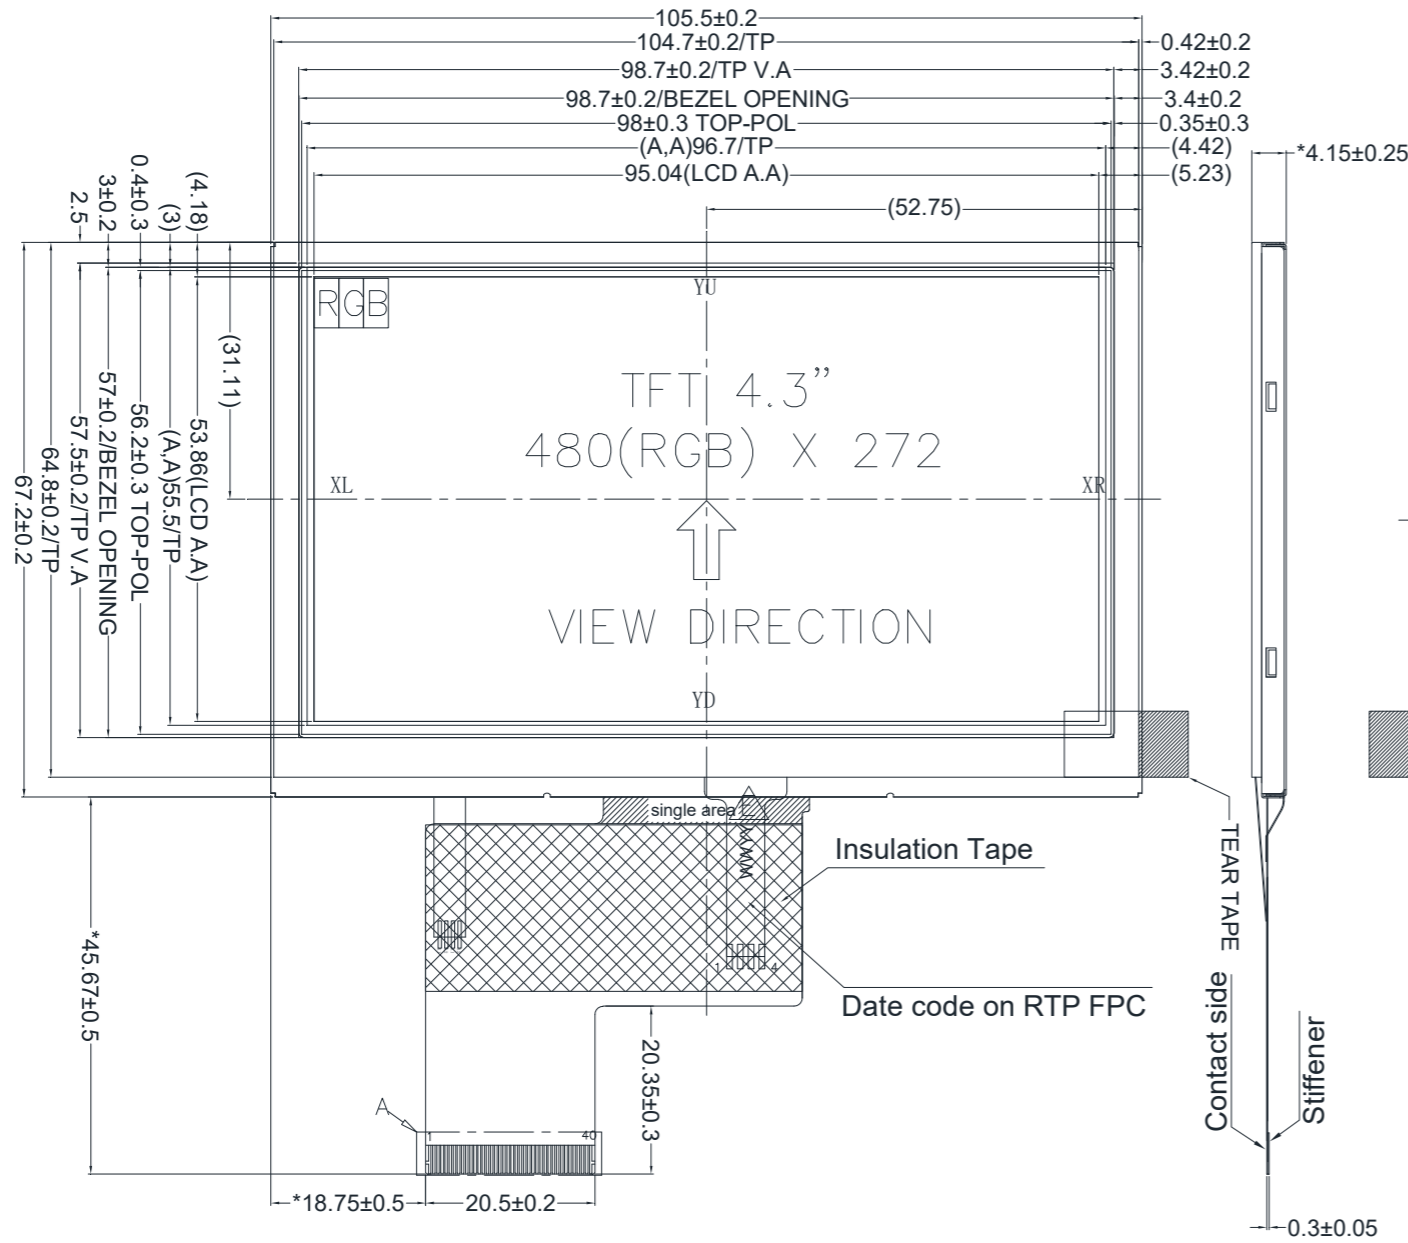 105.5±0.2
104.7±0.2/TP
0.42±0.2
98.7±0.2/TP V.A
3.42±0.2
98.7±0.2/BEZEL OPENING
3.4±0.2
98±0.3 TOP-POL
0.35±0.3
(A,A)96.7/TP
(4.42)
95.04(LCD A.A)
(5.23)
(52.75)
*4.15±0.25
2.5
3±0.2
0.4±0.3
(3)
(4.18)
(31.11)
67.2±0.2
64.8±0.2/TP
57.5±0.2/TP V.A
57±0.2/BEZEL OPENING
56.2±0.3 TOP-POL
(A,A)55.5/TP
53.86(LCD A.A)
RGB
YU
TFT 4.3”
480(RGB) X 272
XL
XR
VIEW DIRECTION
YD
single area
YYWW
Insulation Tape
TEAR TAPE
1 4
Date code on RTP FPC
Contact side
Stiffener
*45.67±0.5
20.35±0.3
A
1 40
*18.75±0.5
20.5±0.2
0.3±0.05